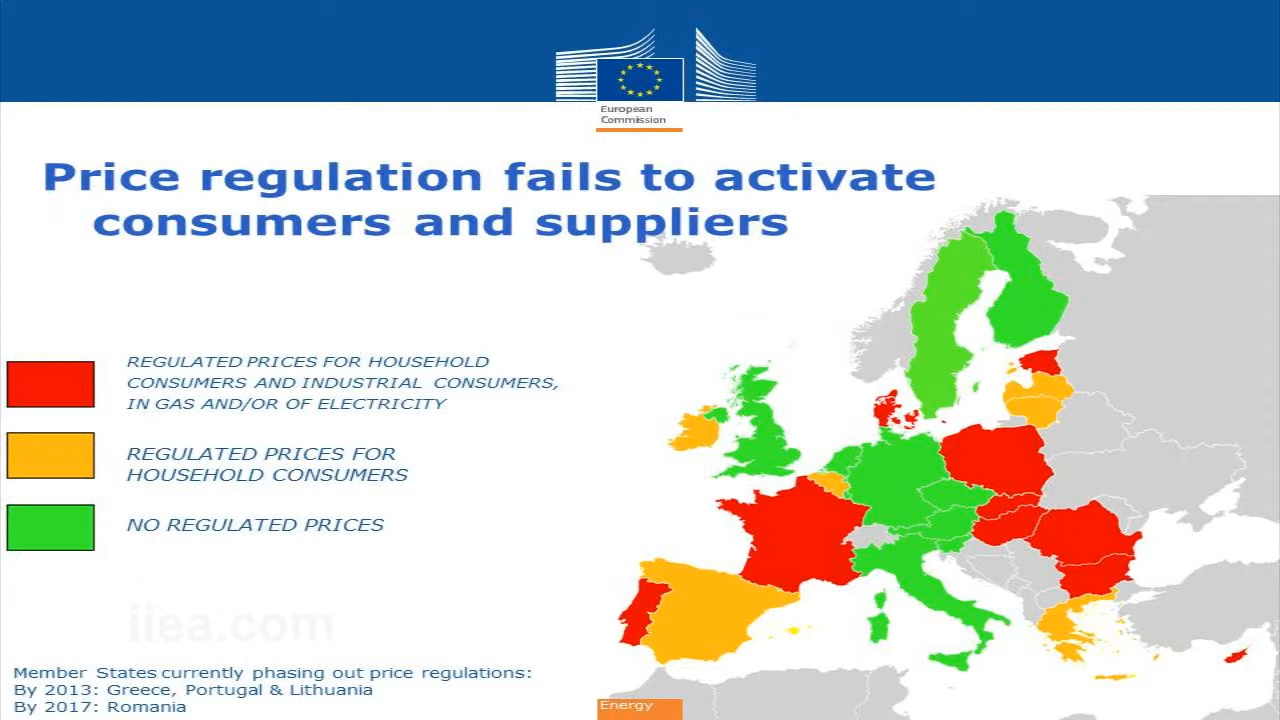 European
Commission
Price regulation fails to activate
consumers and suppliers
REGULATED PRICES FOR HOUSEHOLD
CONSUMERS AND INDUSTRIAL CONSUMERS,
IN GAS AND/OR OF ELECTRICITY
REGULATED PRICES FOR
HOUSEHOLD CONSUMERS
NO REGULATED PRICES
iiea.com
Member States currently phasing out price regulations:
By 2013: Greece, Portugal & Lithuania
By 2017: Romania
Energy